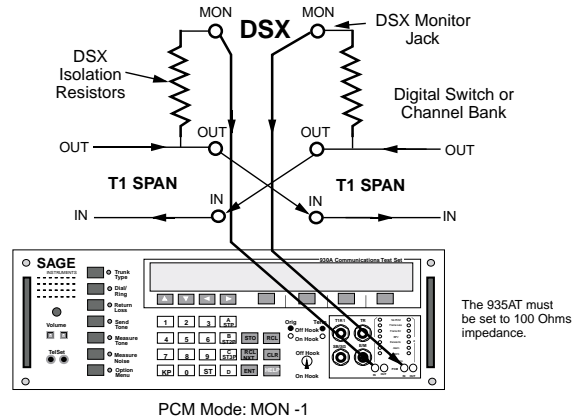 MON
DSX
MON
DSX Monitor
Jack
DSX
Isolation
Resistors
Digital Switch or
Channel Bank
OUT
OUT
OUT
OUT
T1 SPAN
T1 SPAN
IN
IN
IN
IN
SAGE
INSTRUMENTS
930A Communications Test Set
Trunk
Type
Dial/
Ring
Return
Loss
Send
Tone
Measure
Tone
Measure
Noise
Option
Menu
Volume
TelSet
1 2 3 A STP
4 5 6 B ST2P STO RCL
7 8 9 C ST3P RCL NXT CLR
KP 0 ST D ENT HELP
Orig
Off Hook
On Hook
Off Hook
On Hook
The 935AT must
be set to 100 Ohms
impedance.
PCM Mode: MON -1